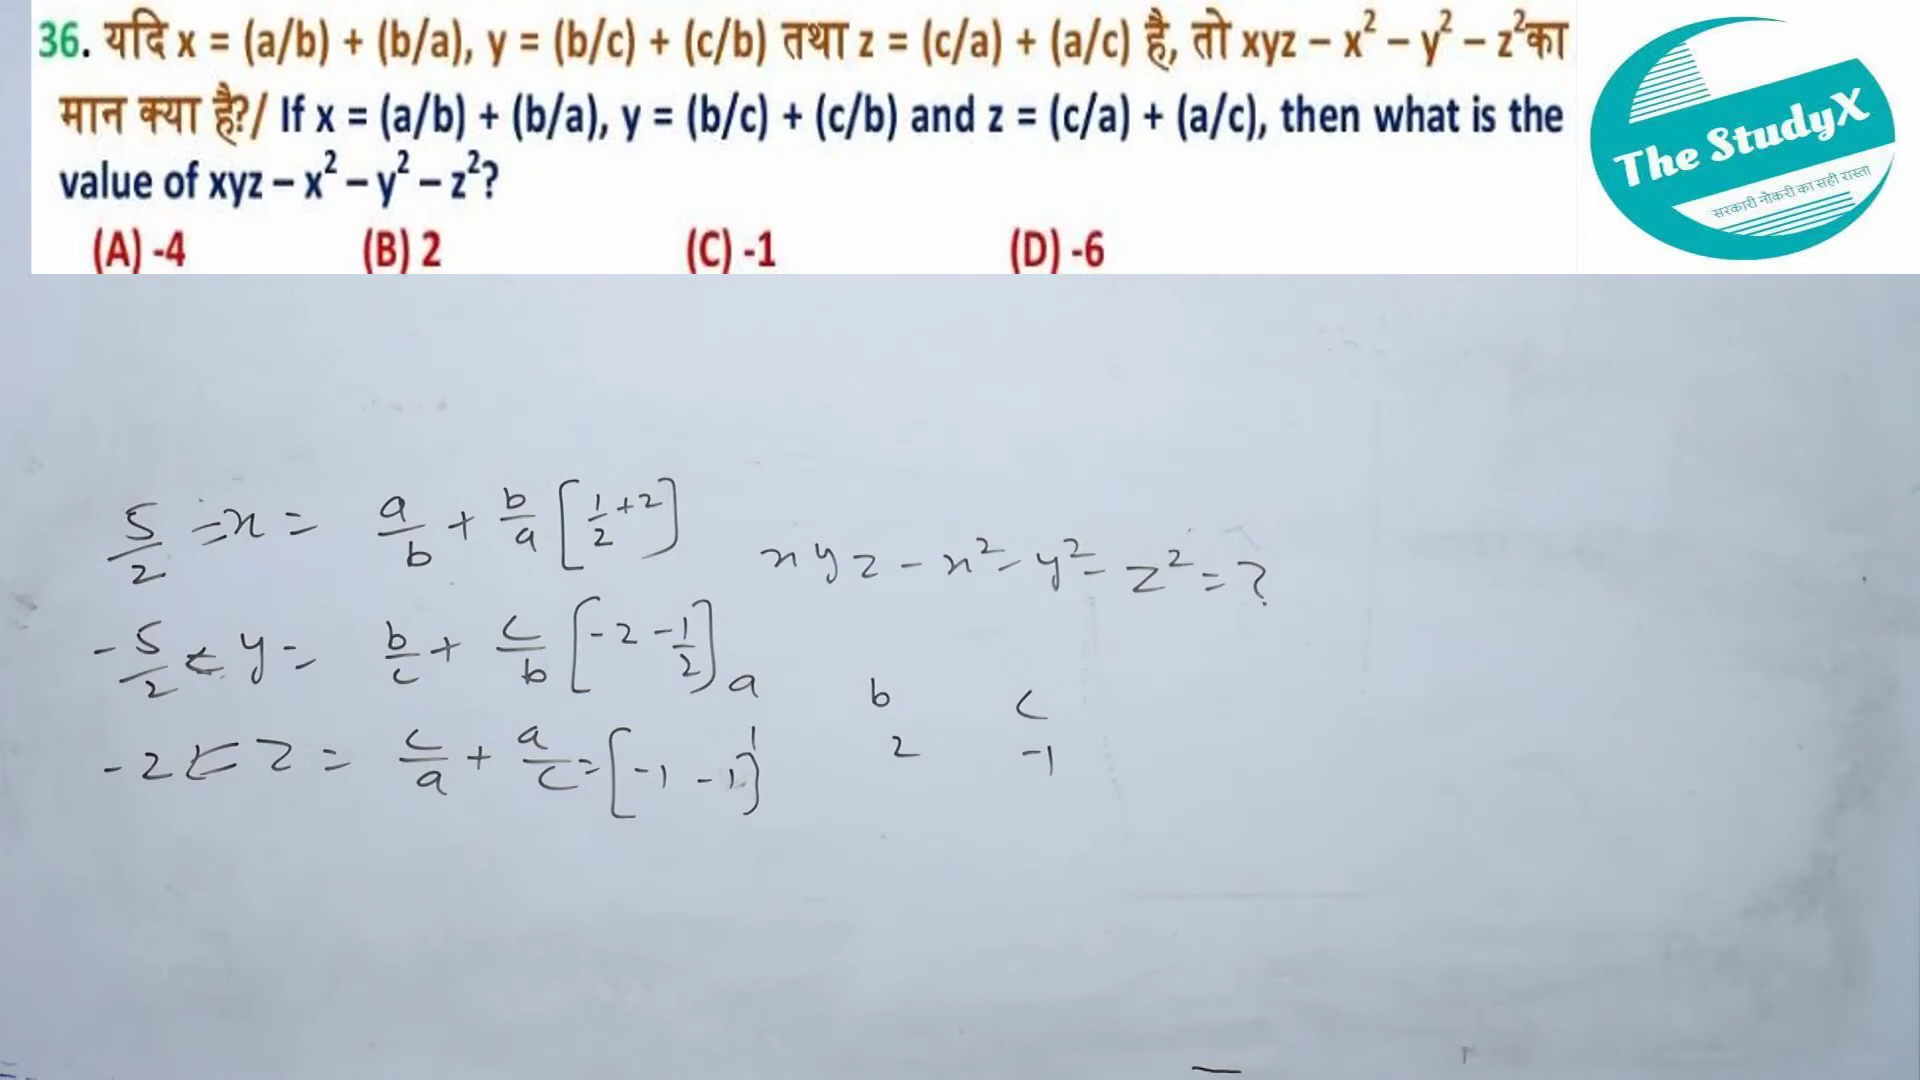 36. यदि x = (a/b) + (b/a), y = (b/c) + (c/b) तथा z = (c/a) + (a/c) है, तो xyz – x² – y² – z²का
मान क्या है?/ If x = (a/b) + (b/a), y = (b/c) + (c/b) and z = (c/a) + (a/c), then what is the
value of xyz – x² – y² – z²?
(A) -4 (B) 2 (C) -1 (D) -6
The StudyX
सरकारी नौकरी का सही रास्ता
5/2 = x = a/b + b/a [1/2 + 2]
xyz - x² - y² - z² = ?
-5/2 = y = b/c + c/b [-2 - 1/2]
a b c
1 2 -1
-2 = z = c/a + a/c = [-1 - 1]